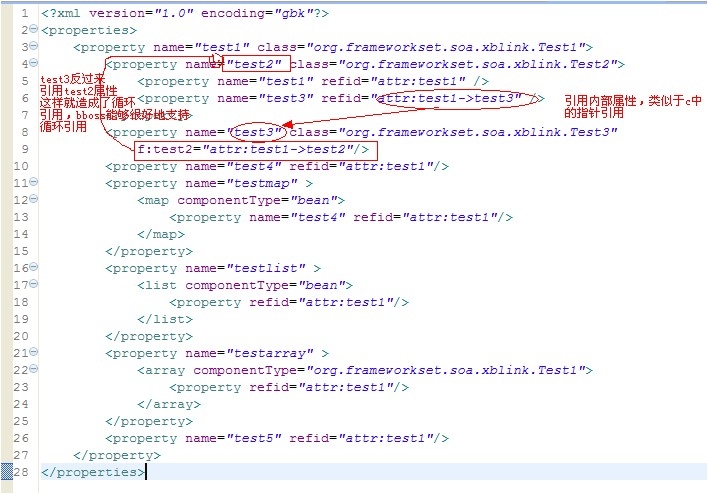 1 <?xml version="1.0" encoding="gbk"?>
2 <properties>
3 <property name="test1" class="org.frameworkset.soa.xblink.Test1">
4 <property name="test2" class="org.frameworkset.soa.xblink.Test2">
5 <property name="test1" refid="attr:test1" />
6 <property name="test3" refid="attr:test1->test3" />
7
8 <property name="test3" class="org.frameworkset.soa.xblink.Test3"
9 f:test2="attr:test1->test2"/>
10 <property name="test4" refid="attr:test1"/>
11 <property name="testmap" >
12 <map componentType="bean">
13 <property name="test4" refid="attr:test1"/>
14 </map>
15 </property>
16 <property name="testlist" >
17 <list componentType="bean">
18 <property refid="attr:test1"/>
19 </list>
20 </property>
21 <property name="testarray" >
22 <array componentType="org.frameworkset.soa.xblink.Test1">
23 <property refid="attr:test1"/>
24 </array>
25 </property>
26 <property name="test5" refid="attr:test1"/>
27 </property>
28 </properties>
test3反过来
引用test2属性
这样就造成了循环
引用，bboss能够很好地支持
循环引用
引用内部属性，类似于c中
的指针引用